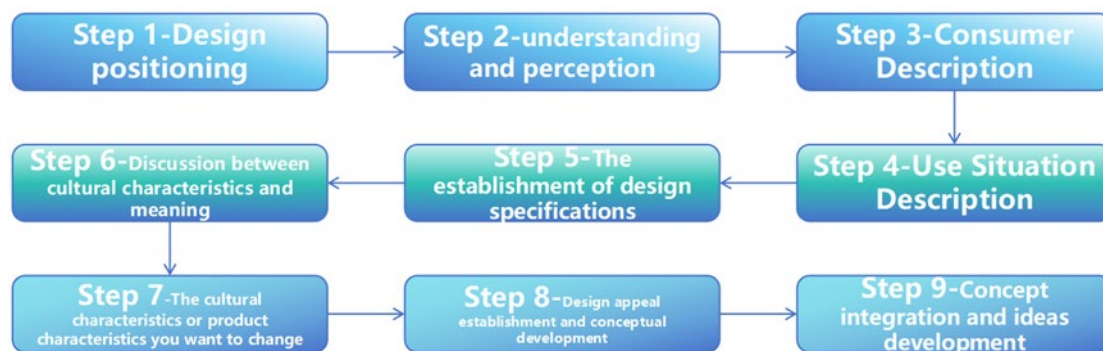 Step 1-Design
positioning
Step 2-understanding
and perception
Step 3-Consumer
Description
Step 4-Use Situation
Description
Step 5-The
establishment of design
specifications
Step 6-Discussion between
cultural characteristics and
meaning
Step 7-The cultural
characteristics or product
characteristics you want to change
Step 8-Design appeal
establishment and conceptual
development
Step 9-Concept
integration and ideas
development